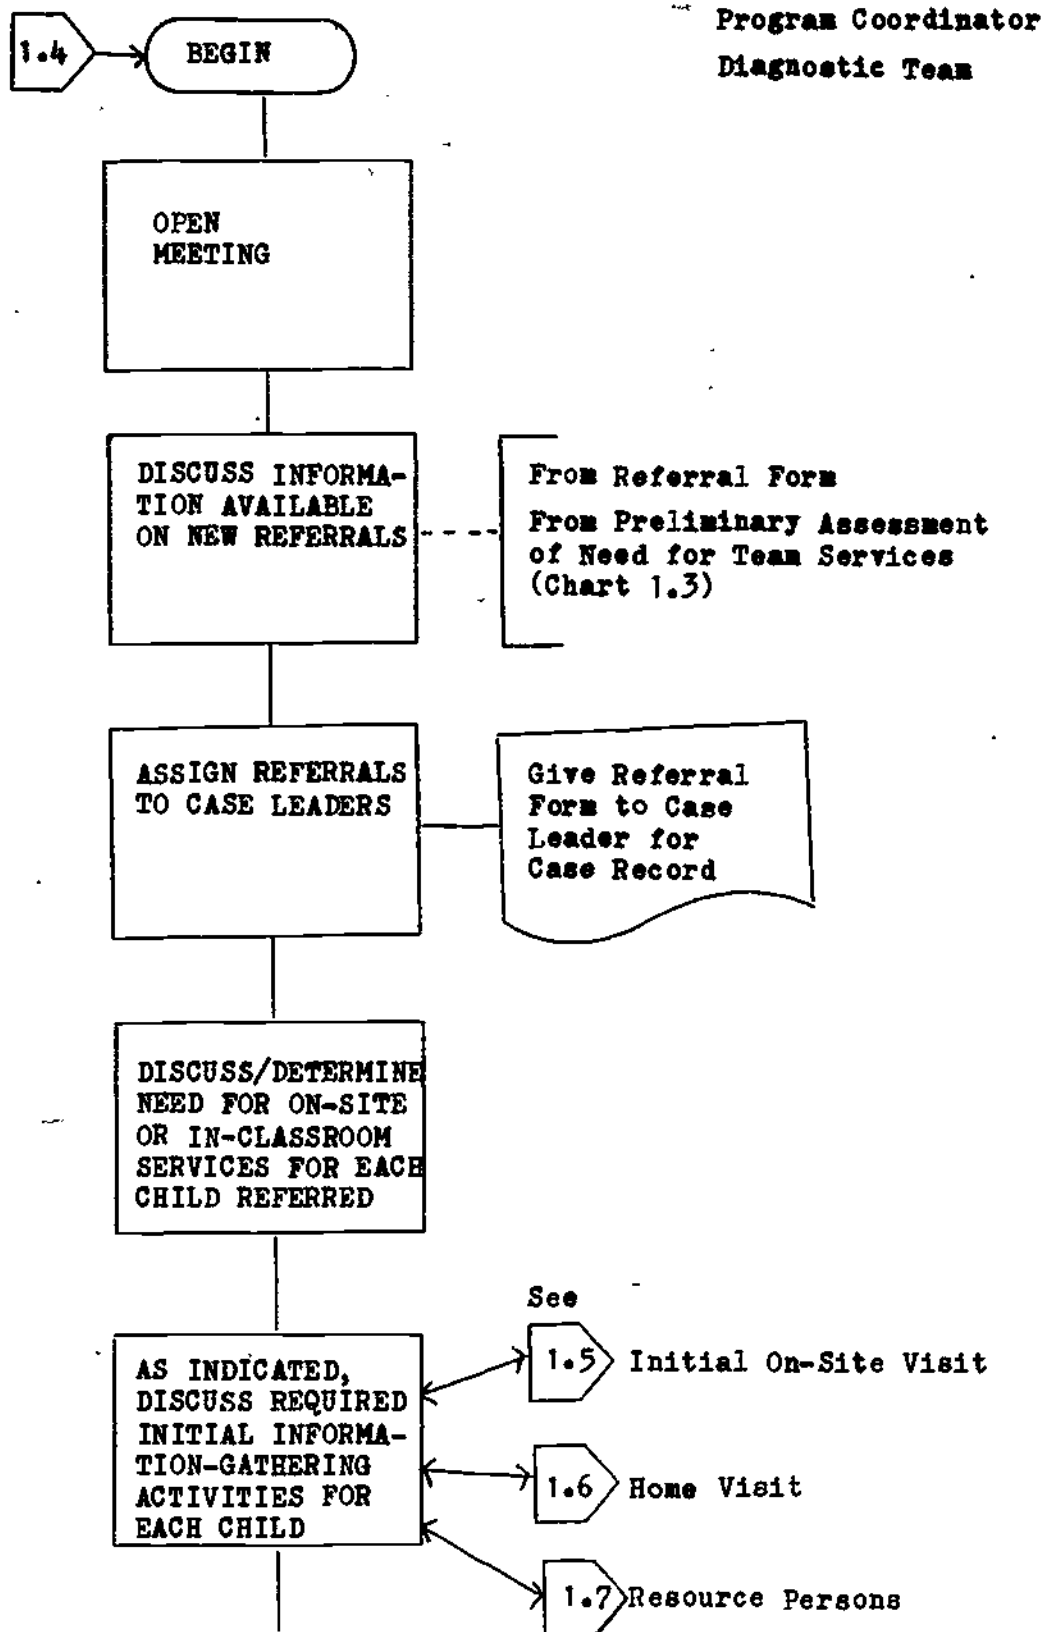 Program Coordinator
Diagnostic Team
1.4
BEGIN
OPEN
MEETING
DISCUSS INFORMA-
TION AVAILABLE
ON NEW REFERRALS
From Referral Form
From Preliminary Assessment
of Need for Team Services
(Chart 1.3)
ASSIGN REFERRALS
TO CASE LEADERS
Give Referral
Form to Case
Leader for
Case Record
DISCUSS/DETERMINE
NEED FOR ON-SITE
OR IN-CLASSROOM
SERVICES FOR EACH
CHILD REFERRED
AS INDICATED,
DISCUSS REQUIRED
INITIAL INFORMA-
TION-GATHERING
ACTIVITIES FOR
EACH CHILD
See
1.5 Initial On-Site Visit
1.6 Home Visit
1.7 Resource Persons